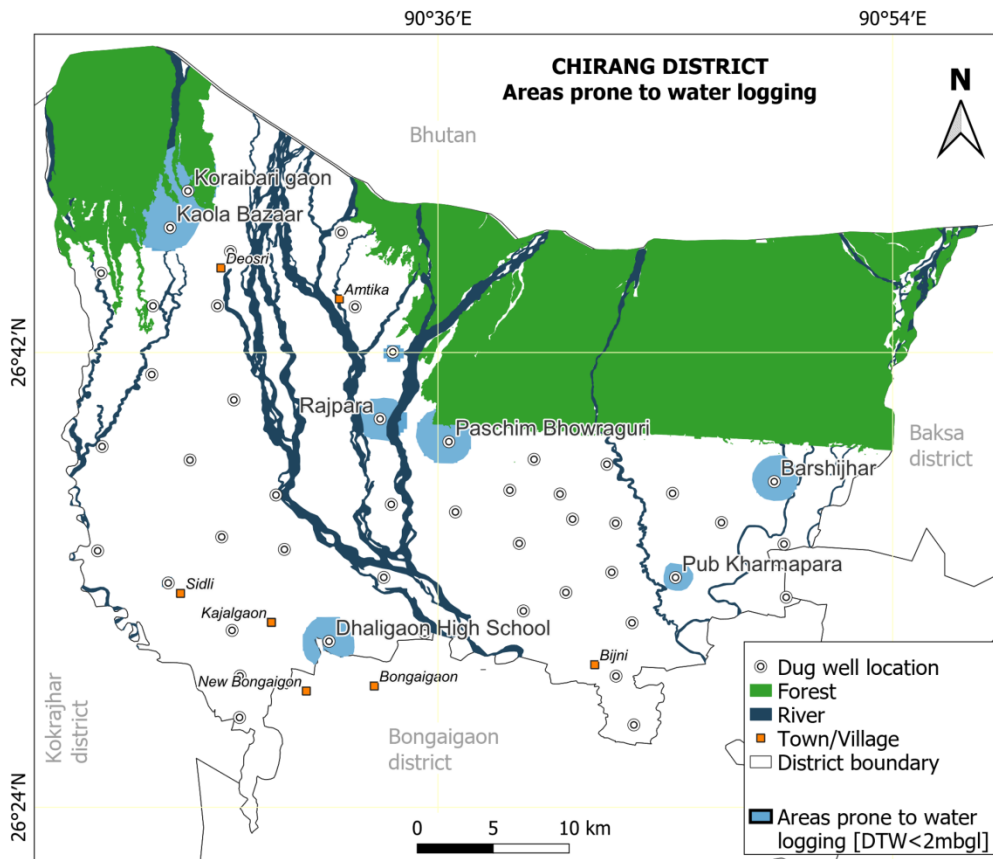 90°36′E
90°54′E
CHIRANG DISTRICT
Areas prone to water logging
N
Bhutan
Koraibari gaon
Kaola Bazaar
Deosri
Amtika
26°42′N
Rajpara
Paschim Bhowraguri
Baksa
district
Barshijhar
Pub Kharmapara
Sidli
Kajalgaon
Dhaligaon High School
Bijni
New Bongaigon
Bongaigaon
Kokrajhar
district
Bongaigaon
district
26°24′N
0 5 10 km
Dug well location
Forest
River
Town/Village
District boundary
Areas prone to water
logging [DTW<2mbgl]